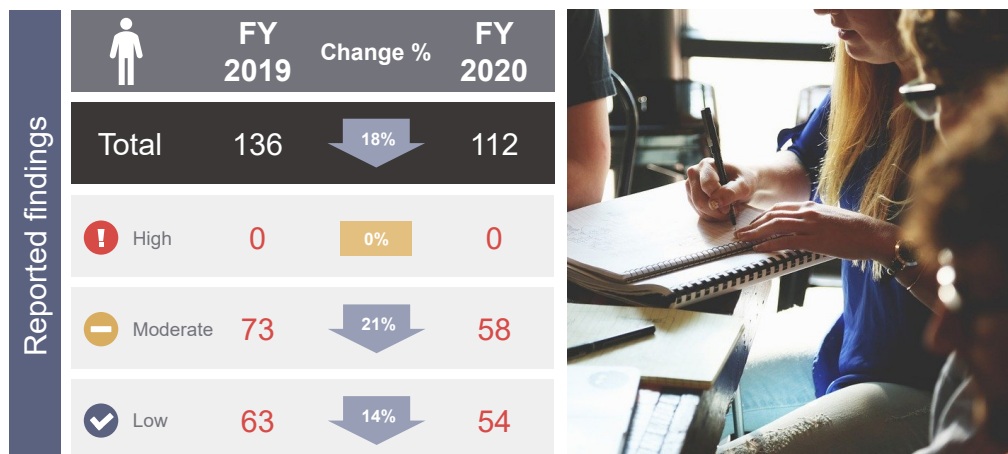 Reported findings
FY 2019 Change % FY 2020
Total 136 18% 112
High 0 0% 0
Moderate 73 21% 58
Low 63 14% 54